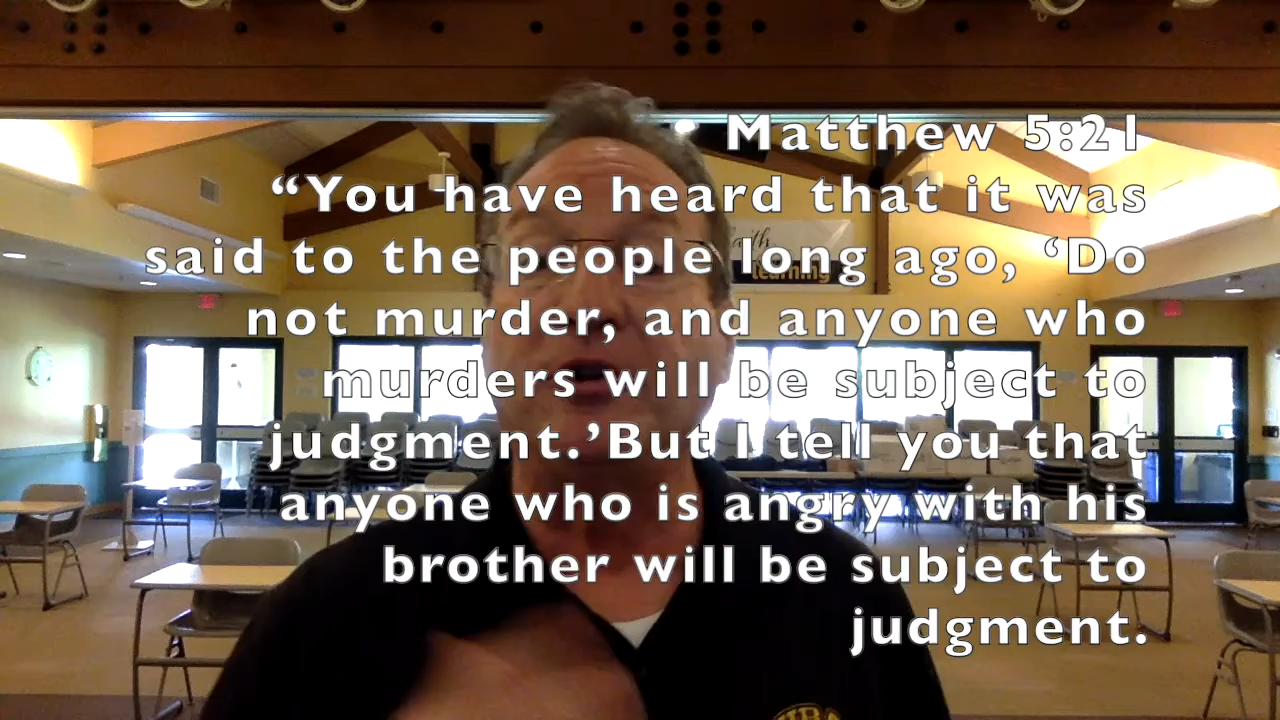 Matthew 5:21
“You have heard that it was
said to the people long ago, ‘Do
not murder, and anyone who
murders will be subject to
judgment.’But I tell you that
anyone who is angry with his
brother will be subject to
judgment.
learning